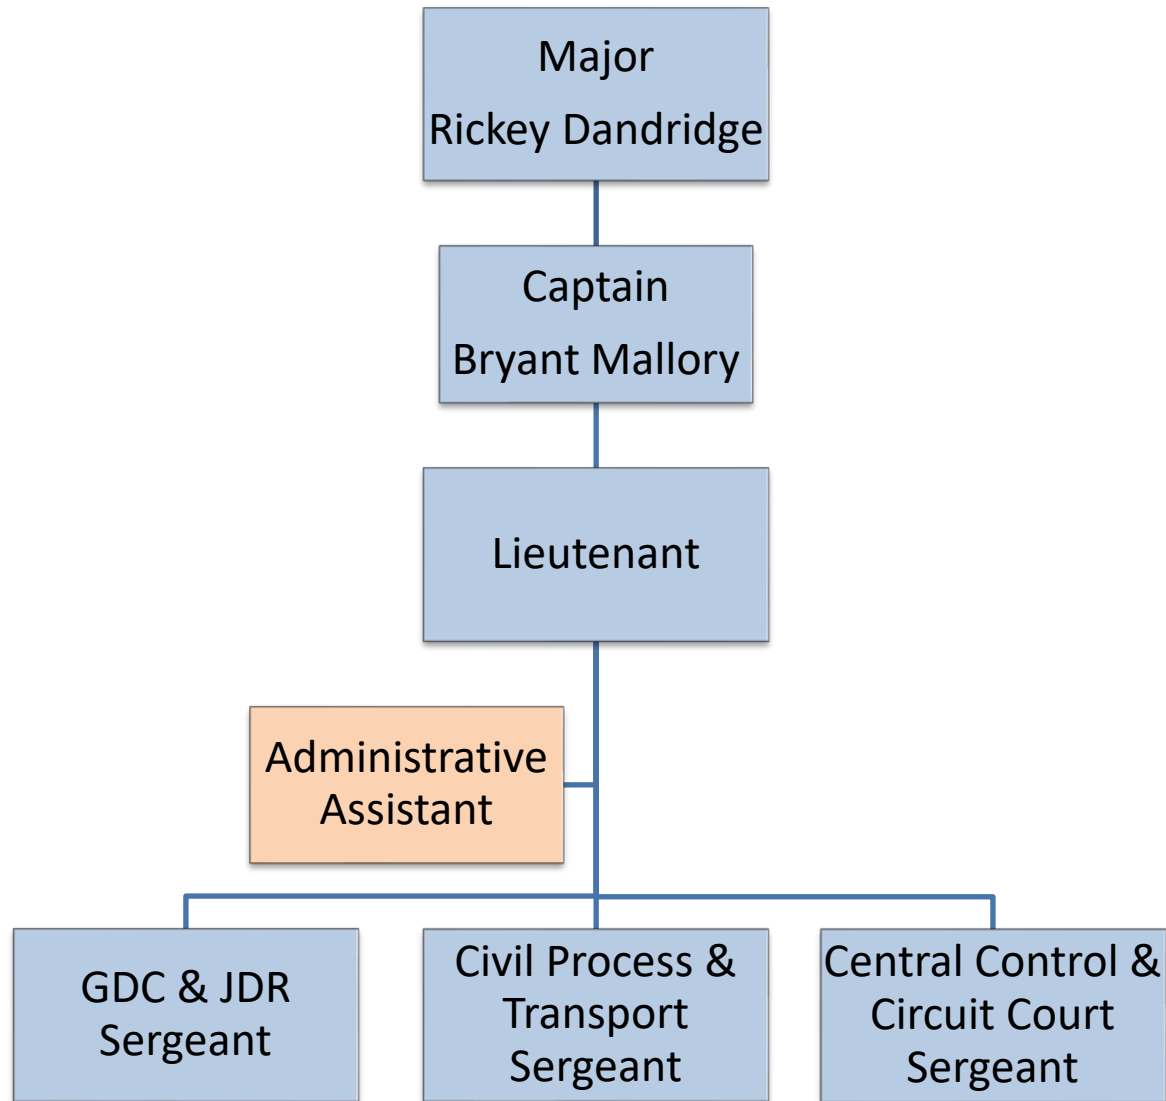 Major
Rickey Dandridge
Captain
Bryant Mallory
Lieutenant
Administrative
Assistant
GDC & JDR
Sergeant
Civil Process &
Transport
Sergeant
Central Control &
Circuit Court
Sergeant